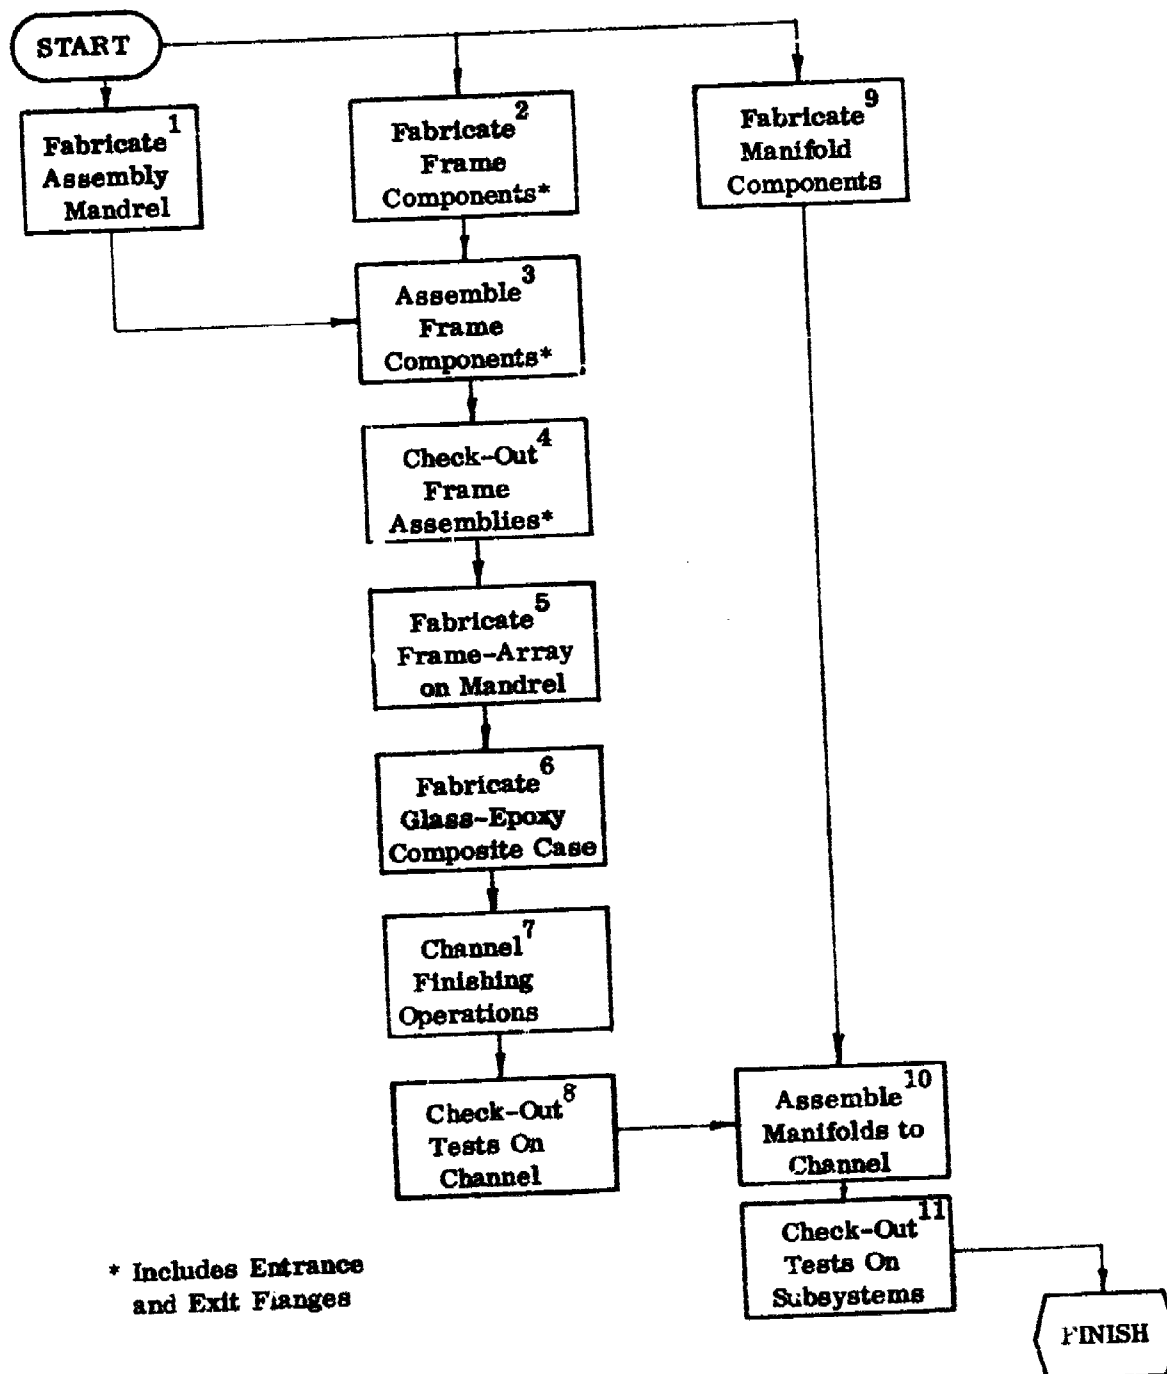 START
Fabricate 1
Assembly
Mandrel
Fabricate 2
Frame
Components*
Fabricate 9
Manifold
Components
Assemble 3
Frame
Components*
Check-Out 4
Frame
Assemblies*
Fabricate 5
Frame-Array
on Mandrel
Fabricate 6
Glass-Epoxy
Composite Case
Channel 7
Finishing
Operations
Check-Out 8
Tests On
Channel
Assemble 10
Manifolds to
Channel
Check-Out 11
Tests On
Subsystems
* Includes Entrance
and Exit Flanges
FINISH